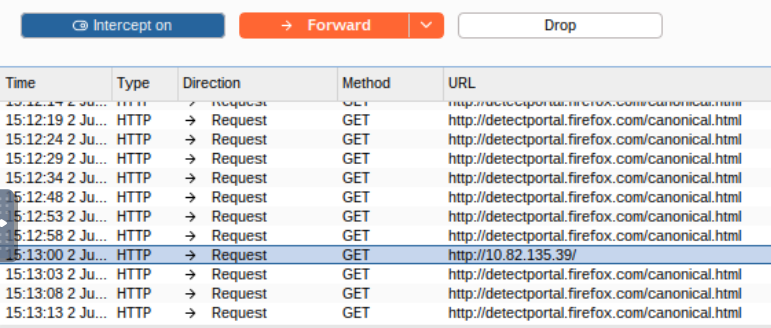 Intercept on Forward Drop
Time Type Direction Method URL
15:12:14 2 Ju... HTTP → Request GET http://detectportal.firefox.com/canonical.html
15:12:19 2 Ju... HTTP → Request GET http://detectportal.firefox.com/canonical.html
15:12:24 2 Ju... HTTP → Request GET http://detectportal.firefox.com/canonical.html
15:12:29 2 Ju... HTTP → Request GET http://detectportal.firefox.com/canonical.html
15:12:34 2 Ju... HTTP → Request GET http://detectportal.firefox.com/canonical.html
15:12:48 2 Ju... HTTP → Request GET http://detectportal.firefox.com/canonical.html
15:12:53 2 Ju... HTTP → Request GET http://detectportal.firefox.com/canonical.html
15:12:58 2 Ju... HTTP → Request GET http://detectportal.firefox.com/canonical.html
15:13:00 2 Ju... HTTP → Request GET http://10.82.135.39/
15:13:03 2 Ju... HTTP → Request GET http://detectportal.firefox.com/canonical.html
15:13:08 2 Ju... HTTP → Request GET http://detectportal.firefox.com/canonical.html
15:13:13 2 Ju... HTTP → Request GET http://detectportal.firefox.com/canonical.html